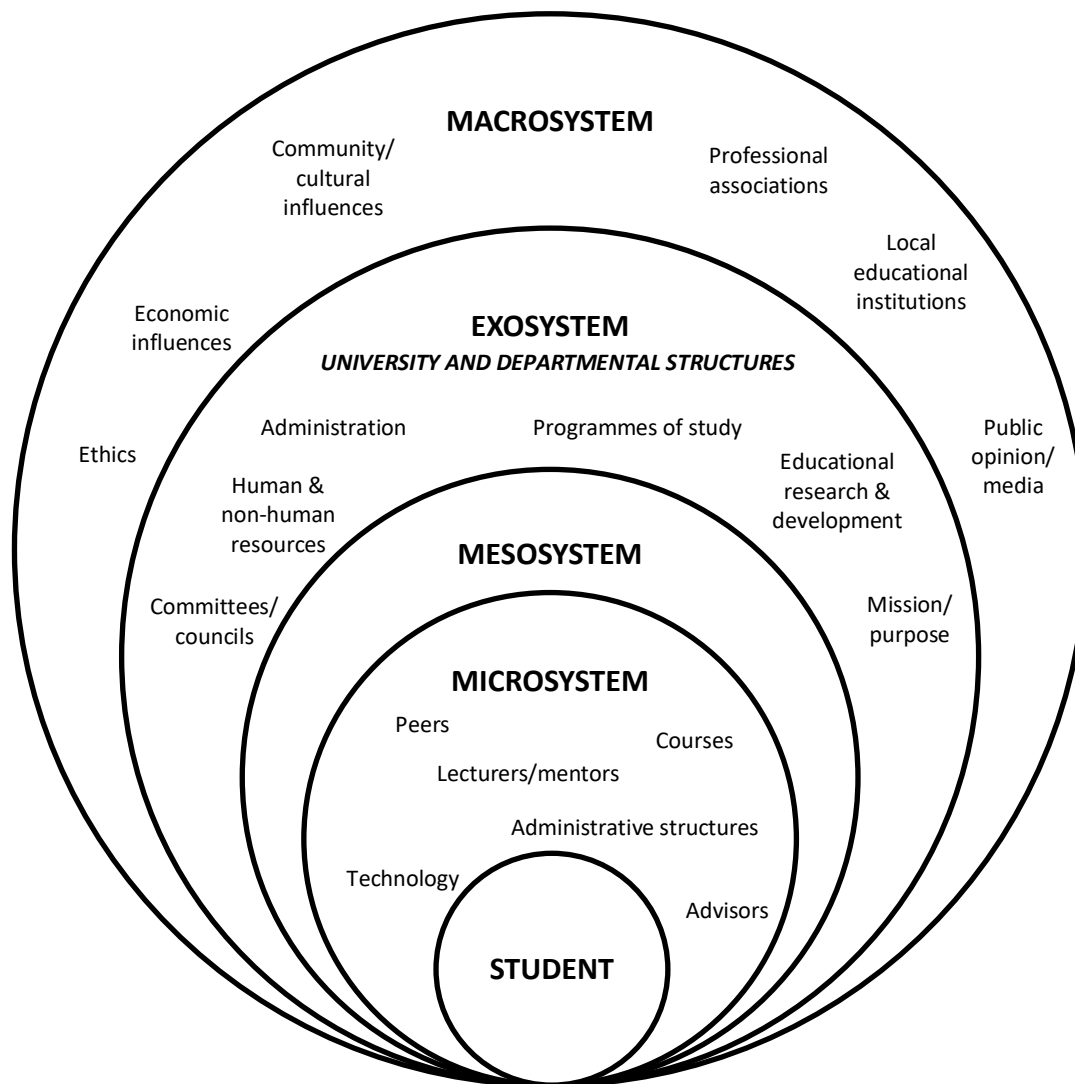 MACROSYSTEM
Community/
cultural
influences
Professional
associations
Local
educational
institutions
Economic
influences
EXOSYSTEM
UNIVERSITY AND DEPARTMENTAL STRUCTURES
Administration
Programmes of study
Ethics
Public
opinion/
media
Human &
non-human
resources
Educational
research &
development
MESOSYSTEM
Committees/
councils
Mission/
purpose
MICROSYSTEM
Peers
Courses
Lecturers/mentors
Administrative structures
Technology
Advisors
STUDENT